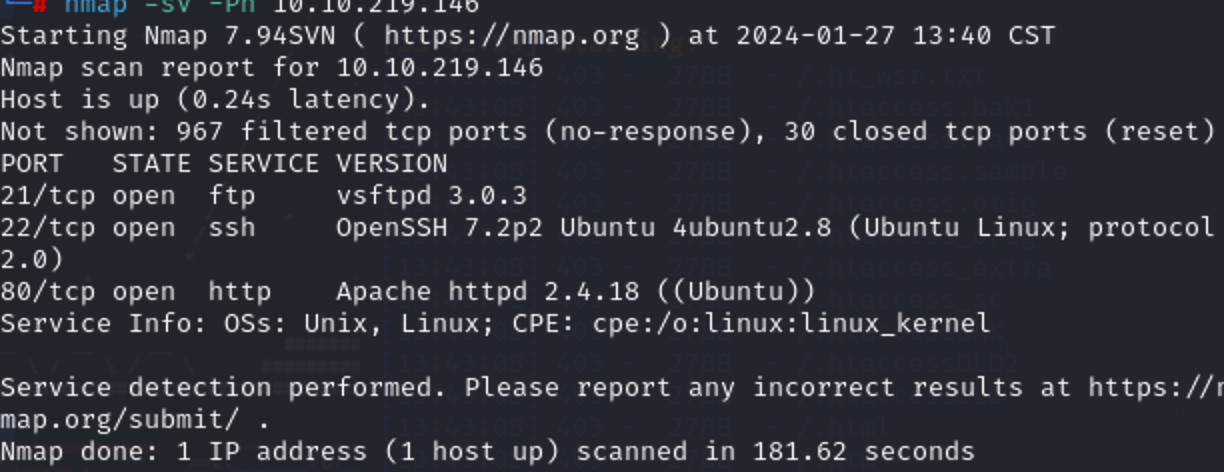 # nmap -sV -Pn 10.10.219.146
Starting Nmap 7.94SVN ( https://nmap.org ) at 2024-01-27 13:40 CST
Nmap scan report for 10.10.219.146
Host is up (0.24s latency).
Not shown: 967 filtered tcp ports (no-response), 30 closed tcp ports (reset)
PORT   STATE SERVICE VERSION
21/tcp open  ftp     vsftpd 3.0.3
22/tcp open  ssh     OpenSSH 7.2p2 Ubuntu 4ubuntu2.8 (Ubuntu Linux; protocol
2.0)
80/tcp open  http    Apache httpd 2.4.18 ((Ubuntu))
Service Info: OSs: Unix, Linux; CPE: cpe:/o:linux:linux_kernel
Service detection performed. Please report any incorrect results at https://n
map.org/submit/ .
Nmap done: 1 IP address (1 host up) scanned in 181.62 seconds